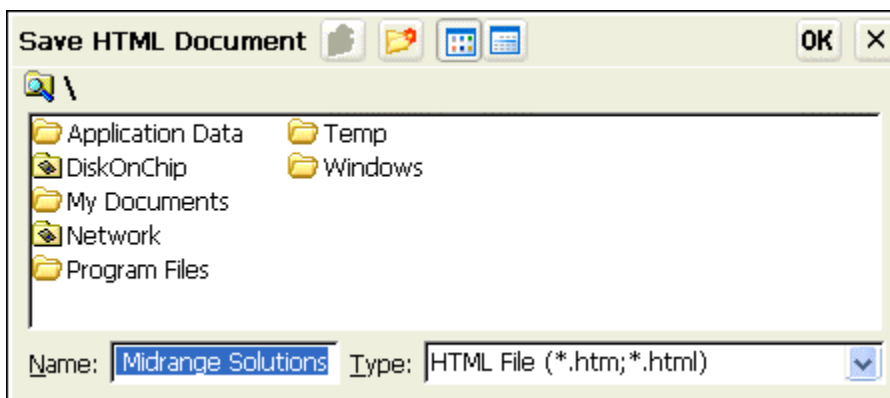 Save HTML Document OK
\
Application Data Temp
DiskOnChip Windows
My Documents
Network
Program Files
Name: Midrange Solutions Type: HTML File (*.htm;*.html)